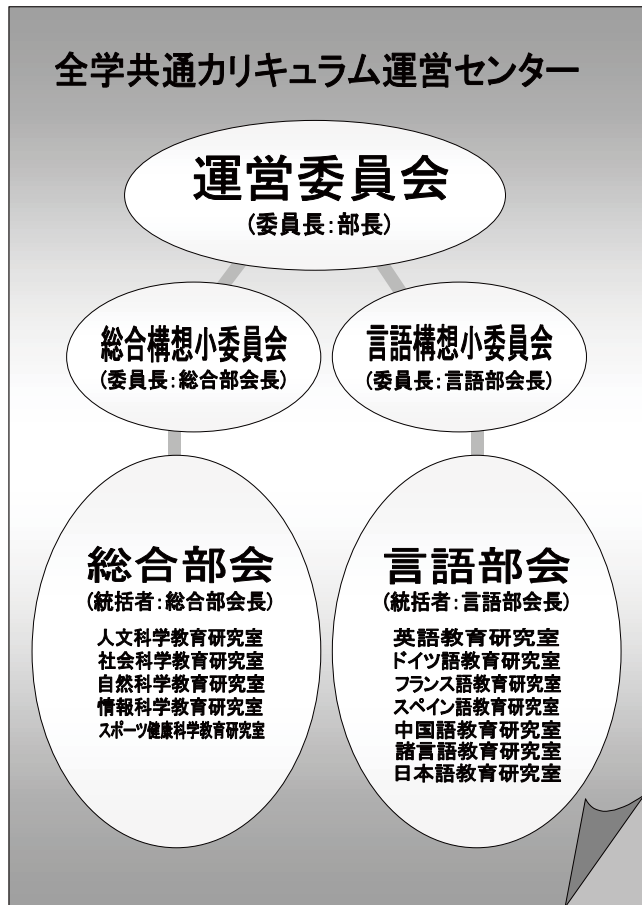 全学共通カリキュラム運営センター
運営委員会
(委員長:部長)
総合構想小委員会
(委員長:総合部会長)
言語構想小委員会
(委員長:言語部会長)
総合部会
(統括者:総合部会長)
人文科学教育研究室
社会科学教育研究室
自然科学教育研究室
情報科学教育研究室
スポーツ健康科学教育研究室
言語部会
(統括者:言語部会長)
英語教育研究室
ドイツ語教育研究室
フランス語教育研究室
スペイン語教育研究室
中国語教育研究室
諸言語教育研究室
日本語教育研究室